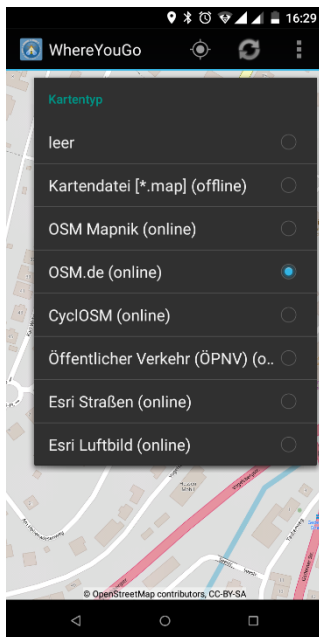 16:29
WhereYouGo
Kartentyp
leer
Kartendatei [*.map] (offline)
OSM Mapnik (online)
OSM.de (online)
CyclOSM (online)
Öffentlicher Verkehr (ÖPNV) (o..
Esri Straßen (online)
Esri Luftbild (online)
© OpenStreetMap contributors, CC-BY-SA